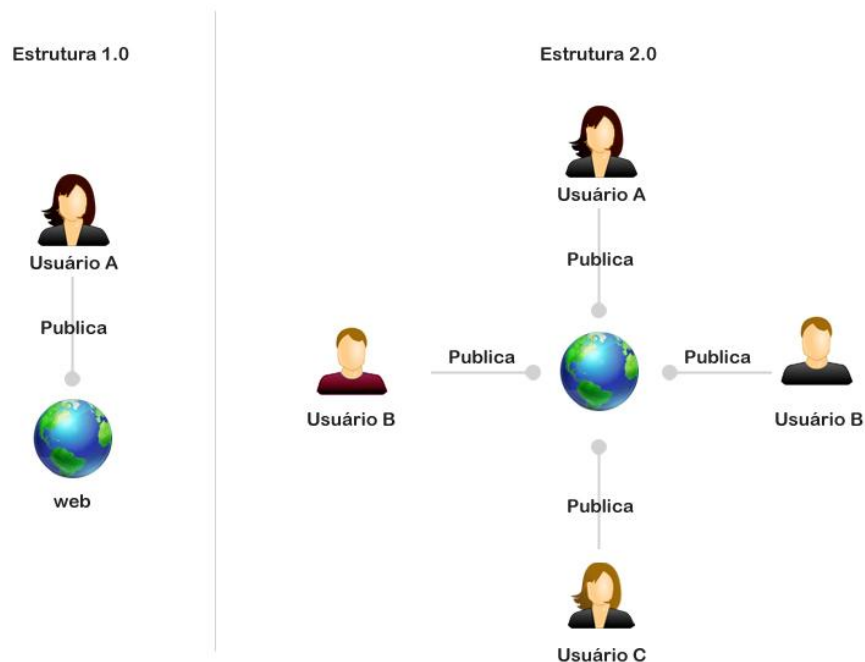 Estrutura 1.0
Usuário A
Publica
web
Estrutura 2.0
Usuário A
Publica
Usuário B
Publica
Publica
Usuário B
Publica
Usuário C